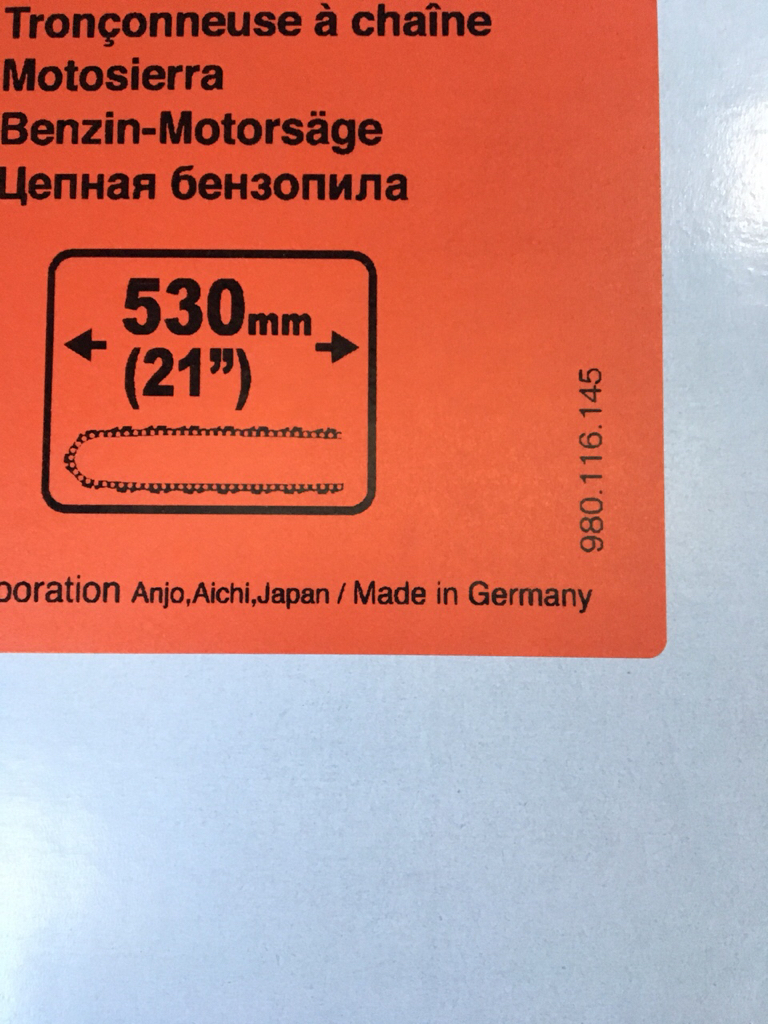 Tronçonneuse à chaîne
Motosierra
Benzin-Motorsäge
Цепная бензопила
530mm
(21”)
980.116.145
poration Anjo,Aichi,Japan / Made in Germany